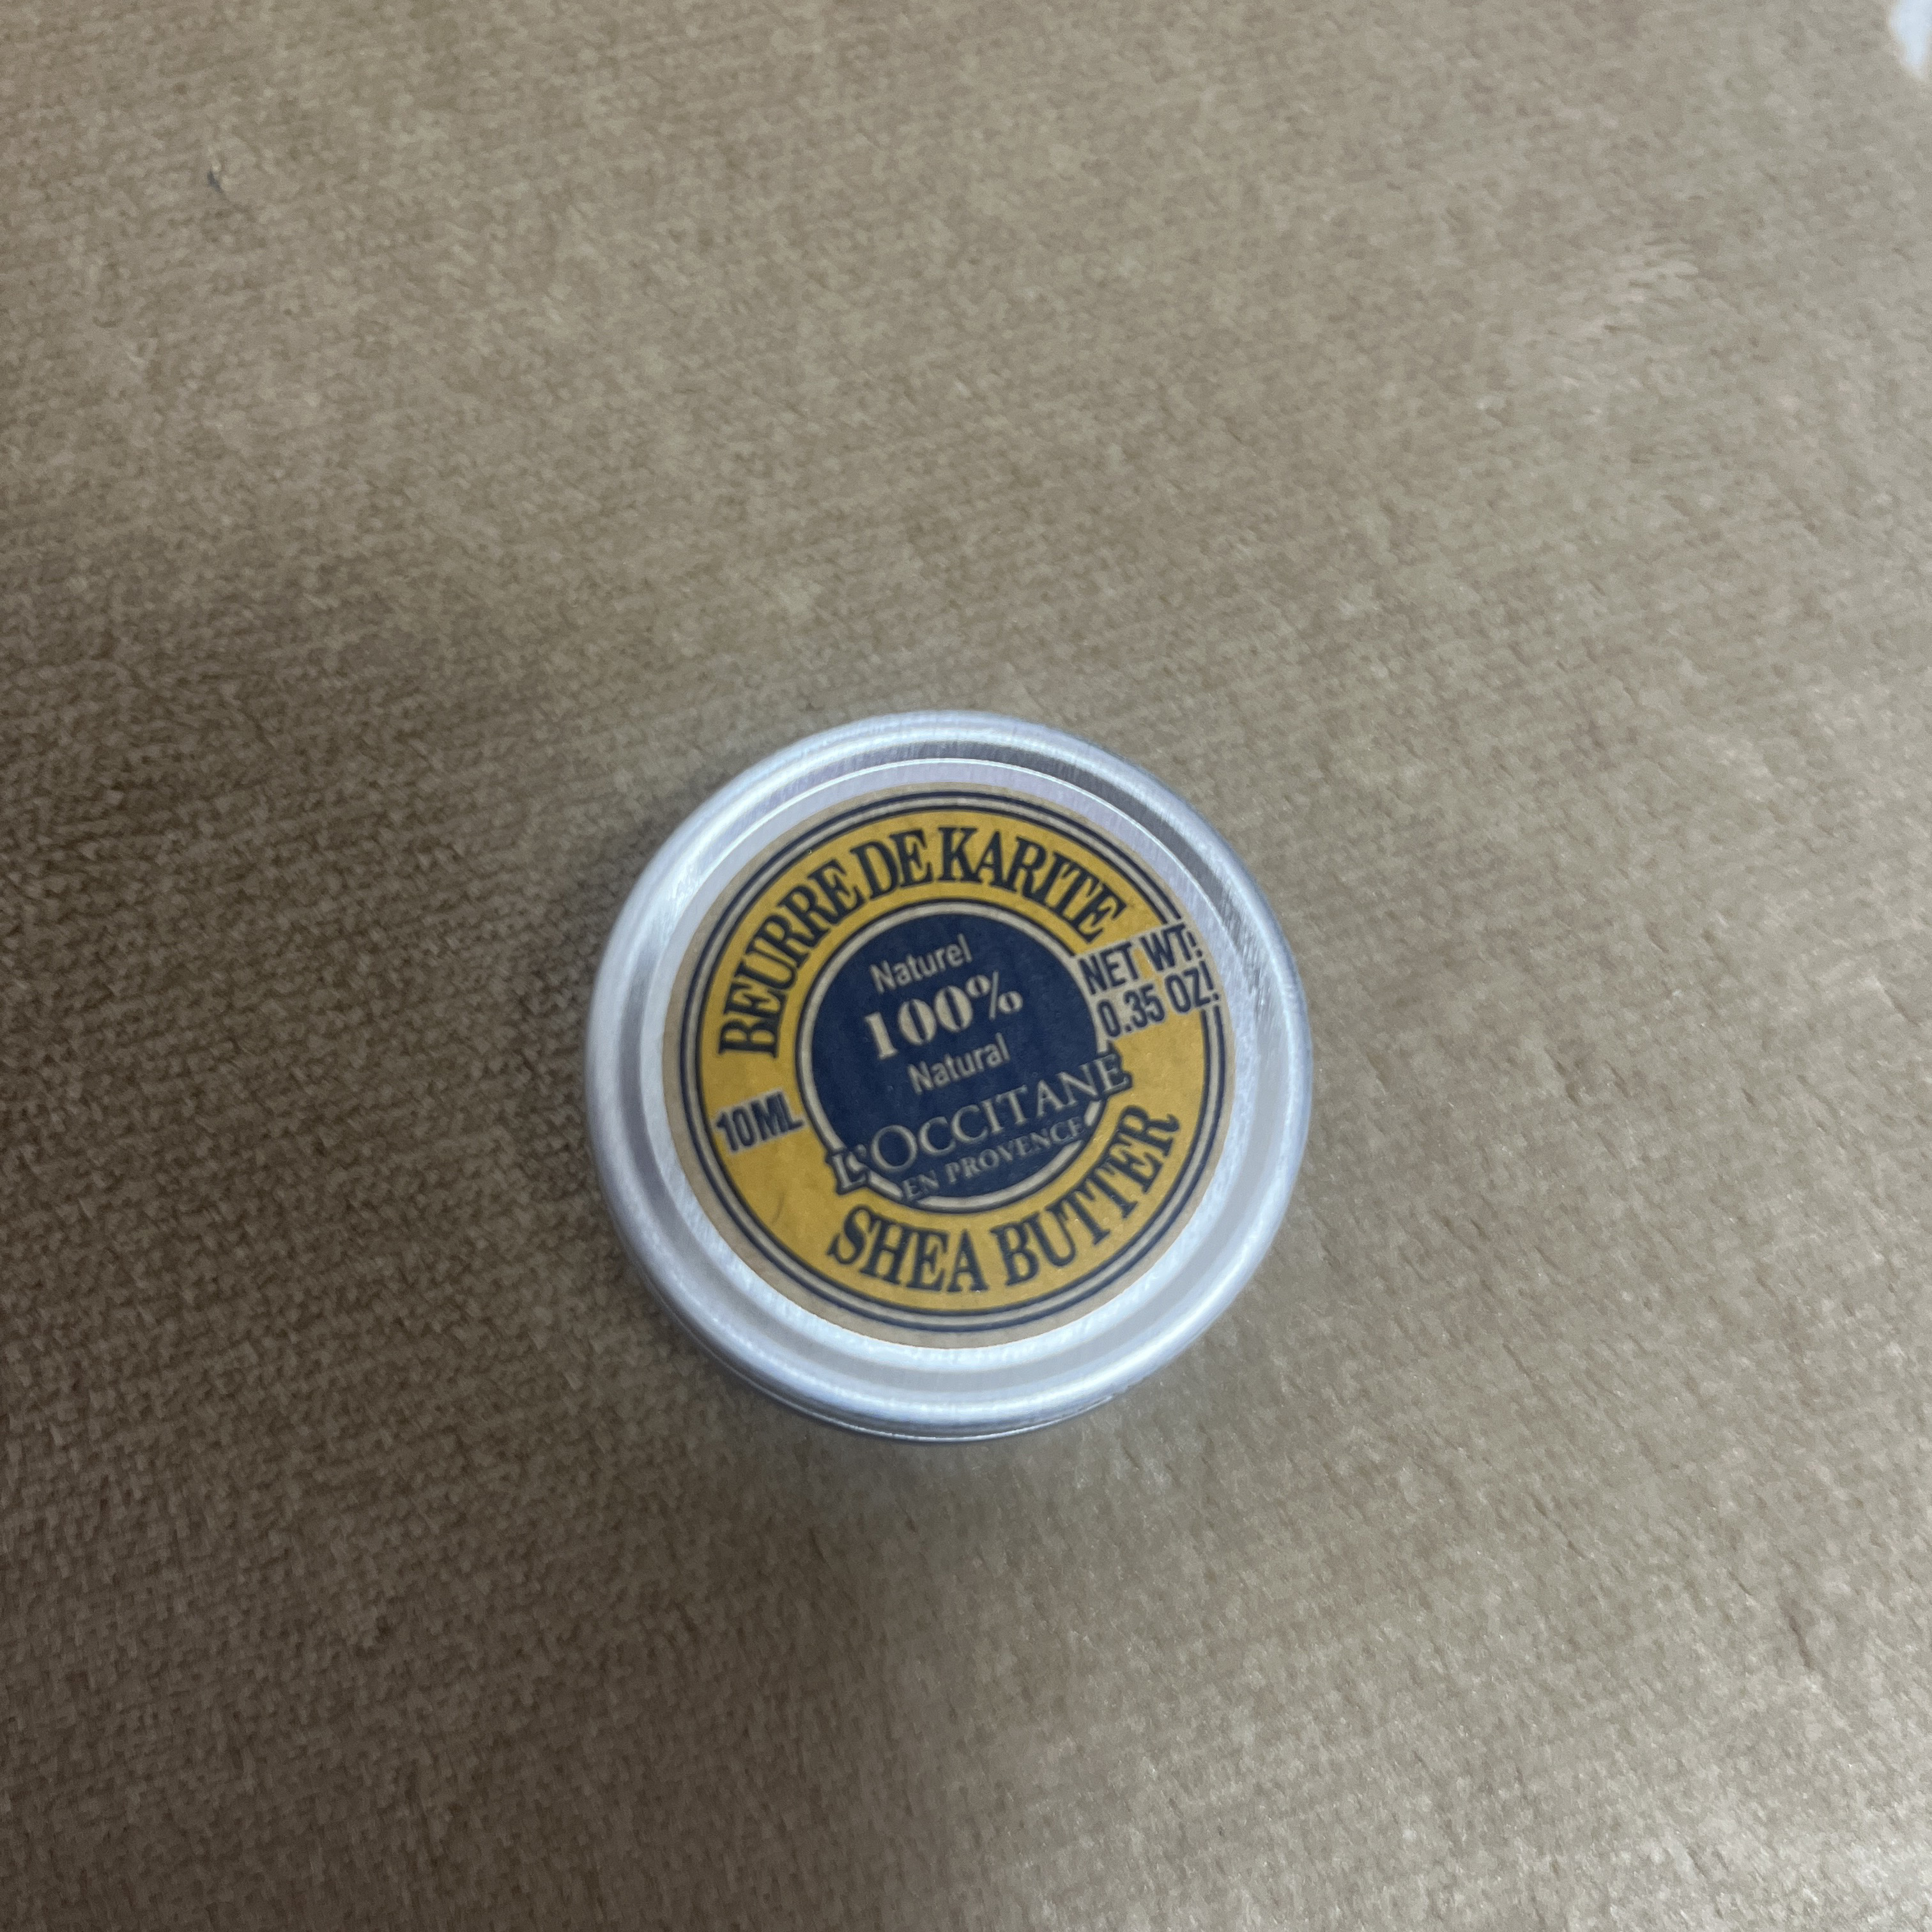 BEURRE DE KARITE
Naturel
100%
Natural
NET WT:
0.35 OZ!
10ML
L'OCCITANE
EN PROVENCE
SHEA BUTTER